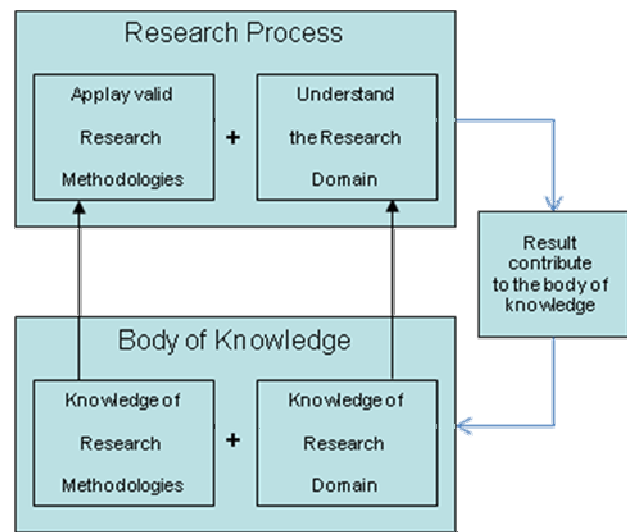 Research Process
Applay valid
Research
Methodologies
+
Understand
the Research
Domain
Result
contribute
to the body of
knowledge
Body of Knowledge
Knowledge of
Research
Methodologies
+
Knowledge of
Research
Domain